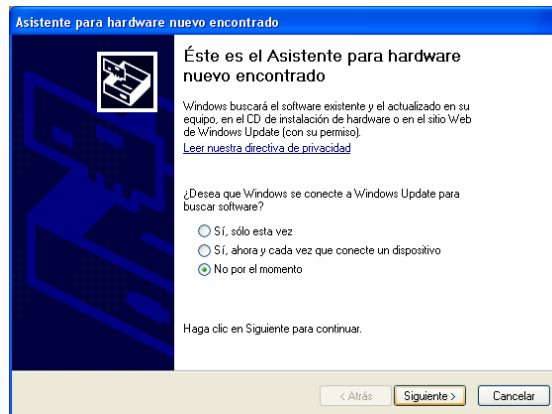 Asistente para hardware nuevo encontrado
Éste es el Asistente para hardware
nuevo encontrado
Windows buscará el software existente y el actualizado en su
equipo, en el CD de instalación de hardware o en el sitio Web
de Windows Update (con su permiso).
Leer nuestra directiva de privacidad
¿Desea que Windows se conecte a Windows Update para
buscar software?
Sí, sólo esta vez
Sí, ahora y cada vez que conecte un dispositivo
No por el momento
Haga clic en Siguiente para continuar.
< Atrás Siguiente > Cancelar